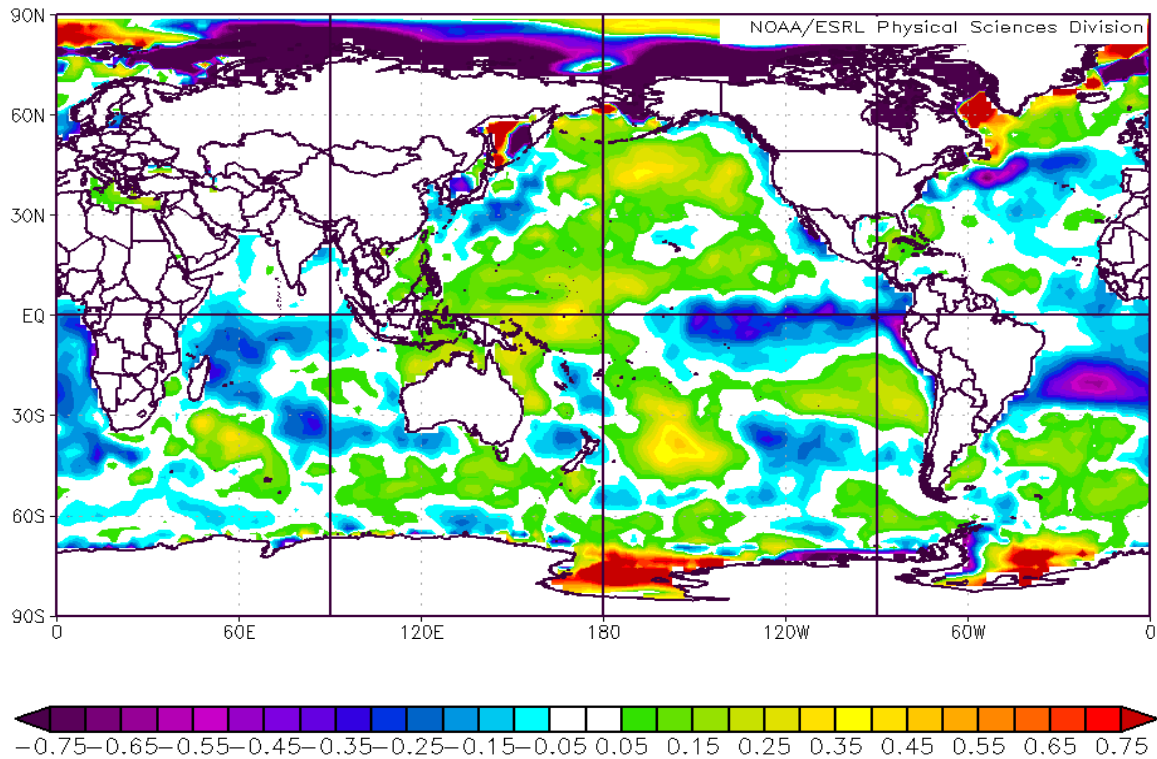 90N
NOAA/ESRL Physical Sciences Division
60N
30N
EQ
30S
60S
90S
0 60E 120E 180 120W 60W 0
-0.75-0.65-0.55-0.45-0.35-0.25-0.15-0.05 0.05 0.15 0.25 0.35 0.45 0.55 0.65 0.75